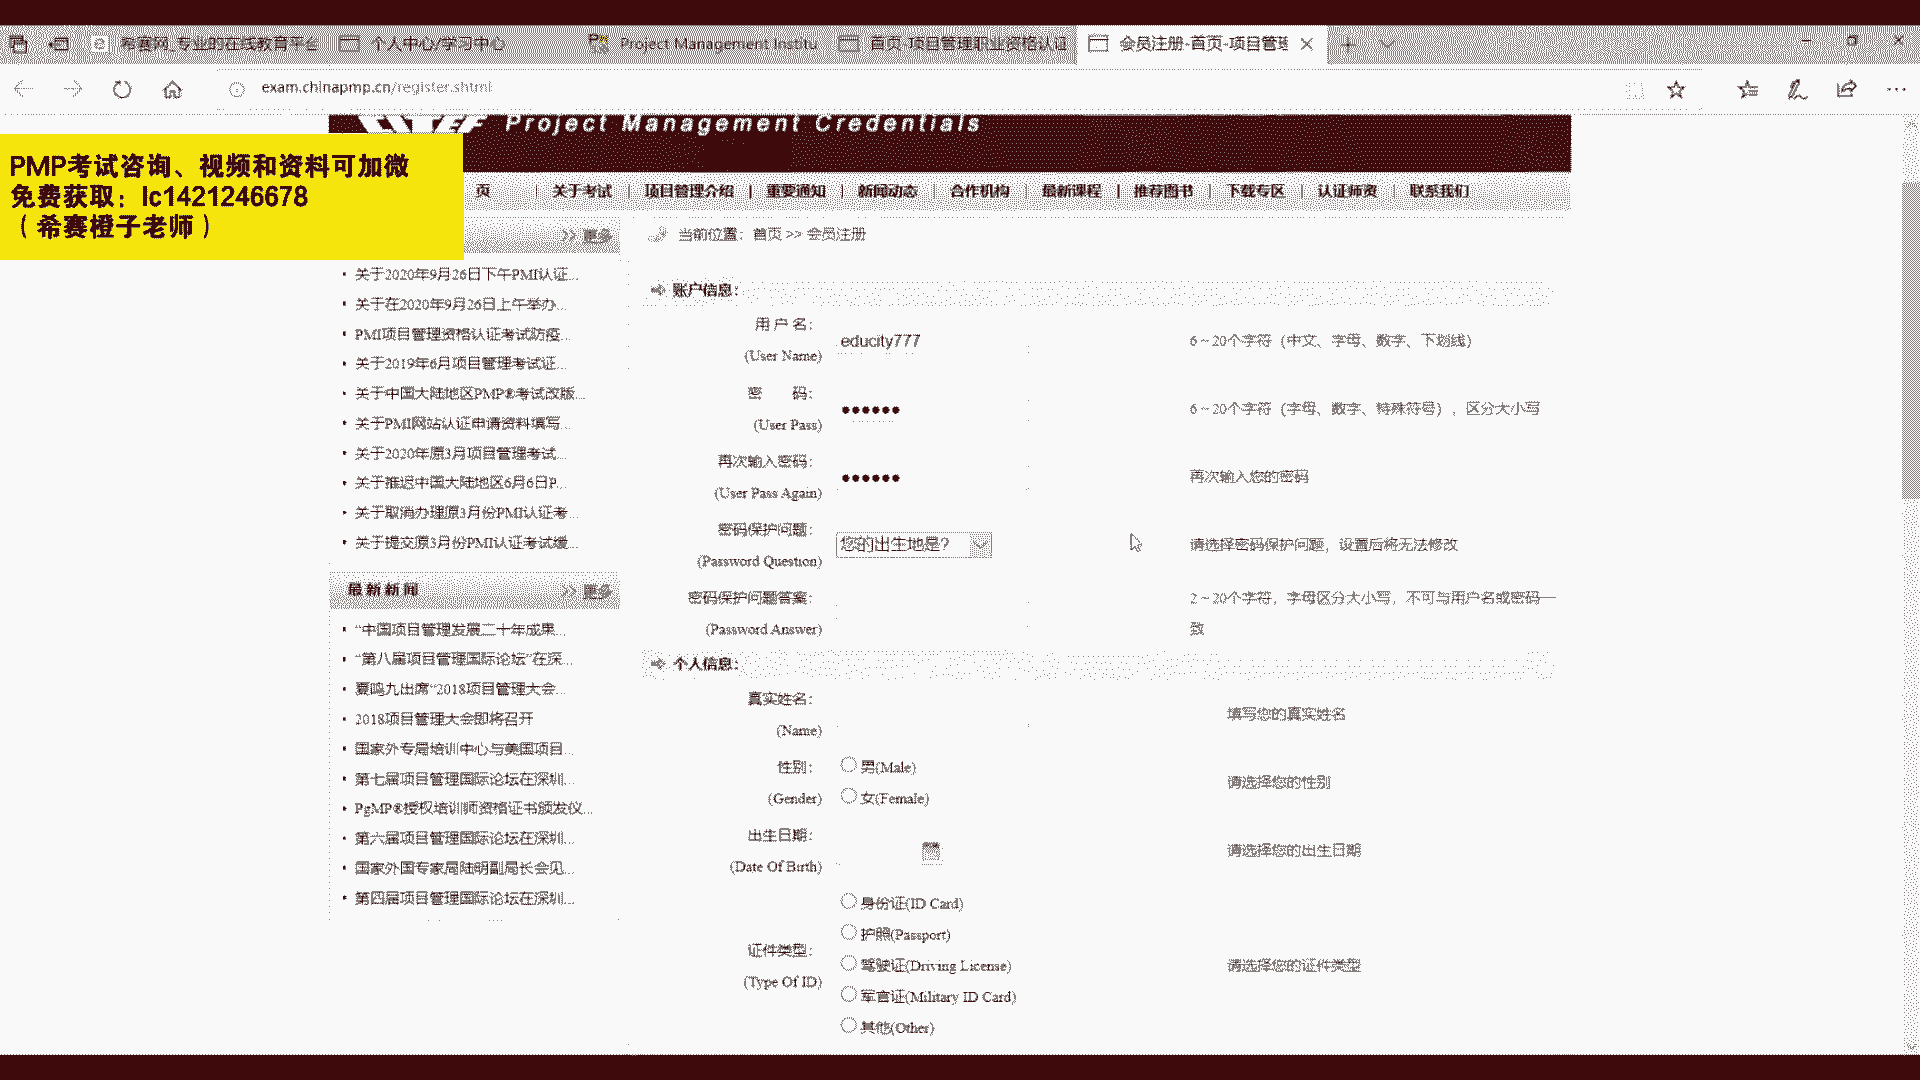 希赛网_专业的在线教育平台
个人中心/学习中心
Project Management Institu
首页-项目管理职业资格认证
会员注册-首页-项目管理
exam.chinapmp.cn/register.shtml
Project Management Credentials
PMP考试咨询、视频和资料可加微
免费获取：lc1421246678
（希赛橙子老师）
页 | 关于考试 | 项目管理介绍 | 重要通知 | 新闻动态 | 合作机构 | 最新课程 | 推荐图书 | 下载专区 | 认证师资 | 联系我们
>> 更多
关于2020年9月26日下午PMI认证...
关于在2020年9月26日上午举办...
PMI项目管理资格认证考试防疫...
关于2019年6月项目管理考试证...
关于中国大陆地区PMP®考试改版...
关于PMI网站认证申请资料填写...
关于2020年原3月项目管理考试...
关于推迟中国大陆地区6月6日P...
关于取消办理原3月份PMI认证考...
关于提交原3月份PMI认证考试缓...
最新新闻
>> 更多
“中国项目管理发展二十年成果...
“第八届项目管理国际论坛”在深...
夏鸣九出席“2018项目管理大会...
2018项目管理大会即将召开
国家外专局培训中心与美国项目...
第七届项目管理国际论坛在深圳...
PgMP®授权培训师资格证书颁发仪...
第六届项目管理国际论坛在深圳...
国家外国专家局陆明副局长会见...
第四届项目管理国际论坛在深圳...
当前位置：首页 >> 会员注册
账户信息：
用 户 名：
(User Name)
educity777
6～20个字符（中文、字母、数字、下划线）
密 码：
(User Pass)
●●●●●●
6～20个字符（字母、数字、特殊符号），区分大小写
再次输入密码：
(User Pass Again)
●●●●●●
再次输入您的密码
密码保护问题：
(Password Question)
您的出生地是?
请选择密码保护问题，设置后将无法修改
密码保护问题答案：
(Password Answer)
2～20个字符，字母区分大小写，不可与用户名或密码一
致
个人信息：
真实姓名：
(Name)
填写您的真实姓名
性别：
(Gender)
男(Male)
女(Female)
请选择您的性别
出生日期：
(Date Of Birth)
请选择您的出生日期
证件类型：
(Type Of ID)
身份证(ID Card)
护照(Passport)
驾驶证(Driving License)
军官证(Military ID Card)
其他(Other)
请选择您的证件类型